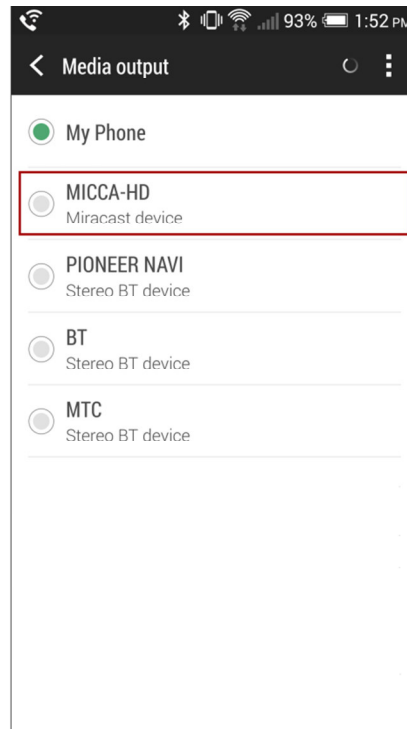 93% 1:52 PM
Media output
My Phone
MICCA-HD
Miracast device
PIONEER NAVI
Stereo BT device
BT
Stereo BT device
MTC
Stereo BT device